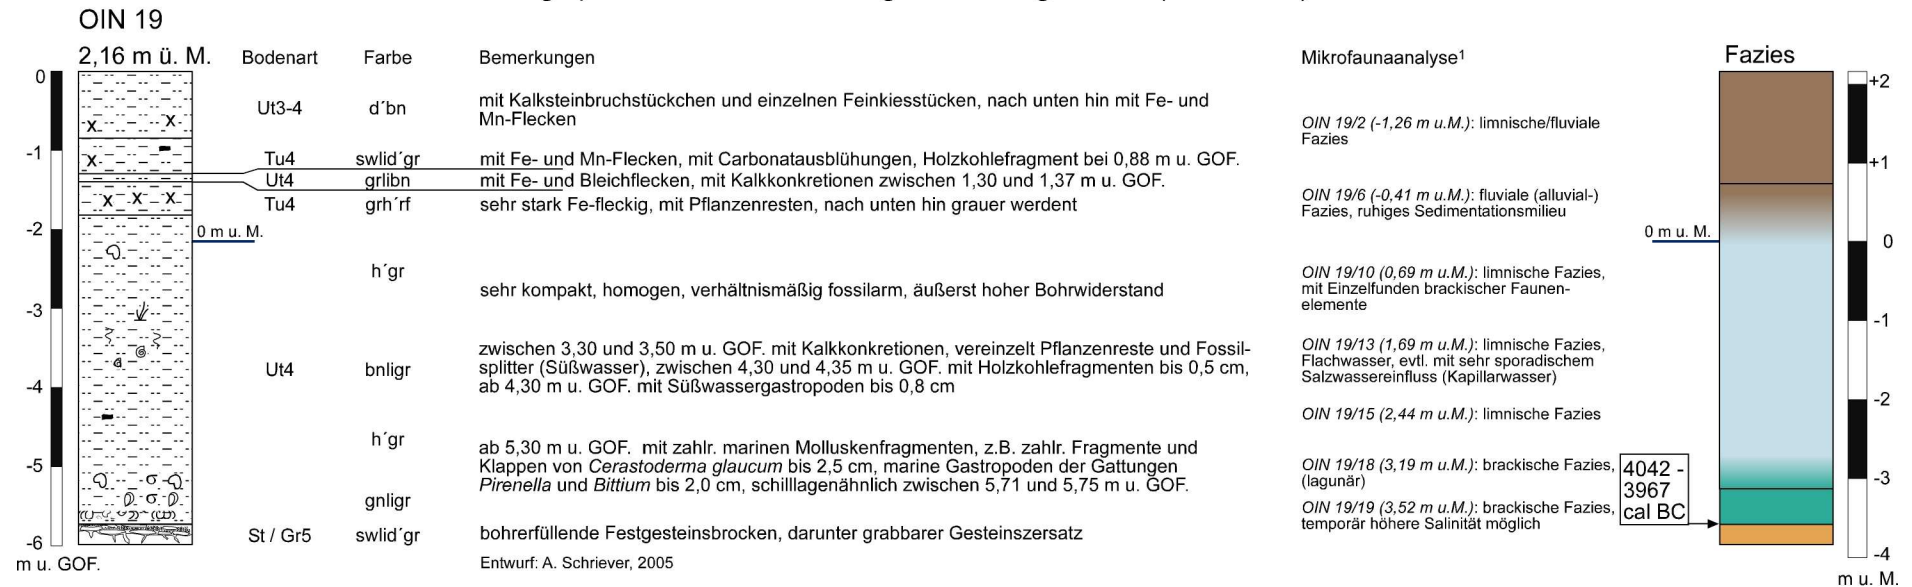 OIN 19
2,16 m ü. M.
Bodenart
Farbe
Bemerkungen
Mikrofaunaanalyse¹
Fazies
0
-1
-2
-3
-4
-5
-6
m u. GOF.
x x
x
x x x
0 m u. M.
Ut3-4
d´bn
mit Kalksteinbruchstückchen und einzelnen Feinkiesstücken, nach unten hin mit Fe- und
Mn-Flecken
Tu4
swlid´gr
mit Fe- und Mn-Flecken, mit Carbonatausblühungen, Holzkohlefragment bei 0,88 m u. GOF.
Ut4
grlibn
mit Fe- und Bleichflecken, mit Kalkkonkretionen zwischen 1,30 und 1,37 m u. GOF.
Tu4
grh´rf
sehr stark Fe-fleckig, mit Pflanzenresten, nach unten hin grauer werdent
h´gr
sehr kompakt, homogen, verhältnismäßig fossilarm, äußerst hoher Bohrwiderstand
Ut4
bnligr
zwischen 3,30 und 3,50 m u. GOF. mit Kalkkonkretionen, vereinzelt Pflanzenreste und Fossil-
splitter (Süßwasser), zwischen 4,30 und 4,35 m u. GOF. mit Holzkohlefragmenten bis 0,5 cm,
ab 4,30 m u. GOF. mit Süßwassergastropoden bis 0,8 cm
h´gr
ab 5,30 m u. GOF. mit zahlr. marinen Molluskenfragmenten, z.B. zahlr. Fragmente und
Klappen von Cerastoderma glaucum bis 2,5 cm, marine Gastropoden der Gattungen
Pirenella und Bittium bis 2,0 cm, schilllagenähnlich zwischen 5,71 und 5,75 m u. GOF.
gnligr
St / Gr5
swlid´gr
bohrerfüllende Festgesteinsbrocken, darunter grabbarer Gesteinszersatz
Entwurf: A. Schriever, 2005
OIN 19/2 (-1,26 m u.M.): limnische/fluviale
Fazies
OIN 19/6 (-0,41 m u.M.): fluviale (alluvial-)
Fazies, ruhiges Sedimentationsmilieu
0 m u. M.
OIN 19/10 (0,69 m u.M.): limnische Fazies,
mit Einzelfunden brackischer Faunen-
elemente
OIN 19/13 (1,69 m u.M.): limnische Fazies,
Flachwasser, evtl. mit sehr sporadischem
Salzwassereinfluss (Kapillarwasser)
OIN 19/15 (2,44 m u.M.): limnische Fazies
OIN 19/18 (3,19 m u.M.): brackische Fazies,
(lagunär)
OIN 19/19 (3,52 m u.M.): brackische Fazies,
temporär höhere Salinität möglich
4042 -
3967
cal BC
+2
+1
0
-1
-2
-3
-4
m u. M.